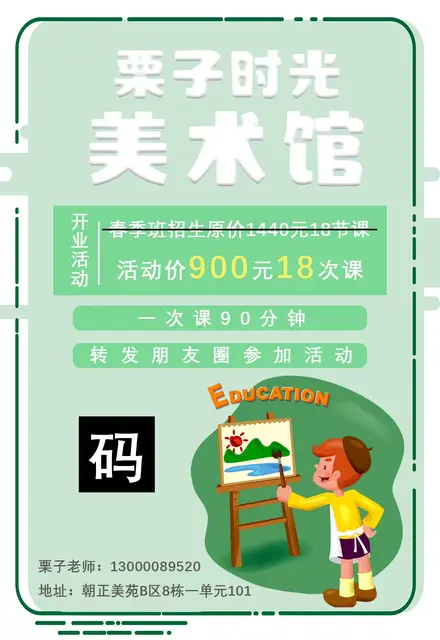 栗子时光
美术馆
开业活动
春季班招生原价1440元18节课
活动价900元18次课
一次课90分钟
转发朋友圈参加活动
EDUCATION
码
栗子老师：13000089520
地址：朝正美苑B区8栋一单元101